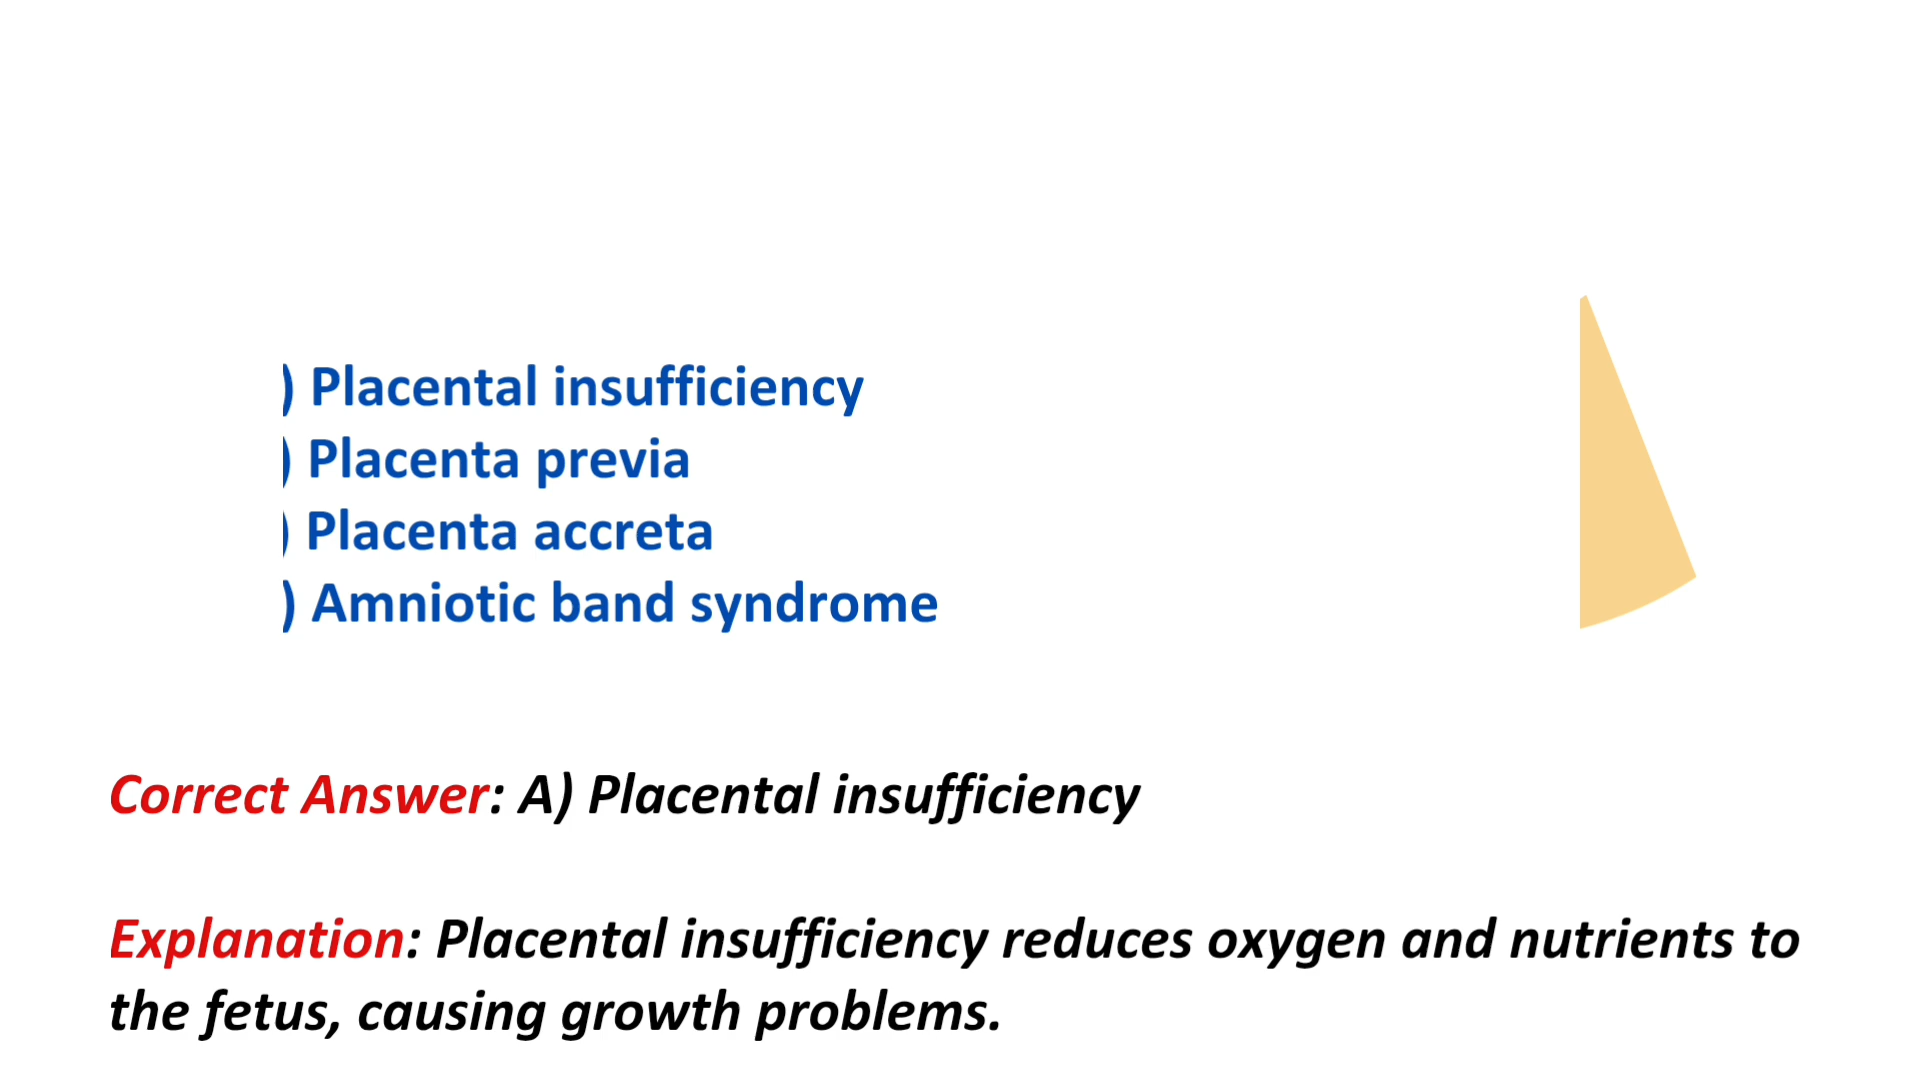 ) Placental insufficiency
) Placenta previa
) Placenta accreta
) Amniotic band syndrome
Correct Answer: A) Placental insufficiency
Explanation: Placental insufficiency reduces oxygen and nutrients to
the fetus, causing growth problems.